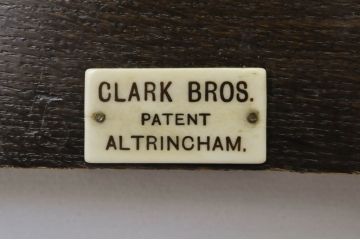 CLARK BROS.
PATENT
ALTRINCHAM.